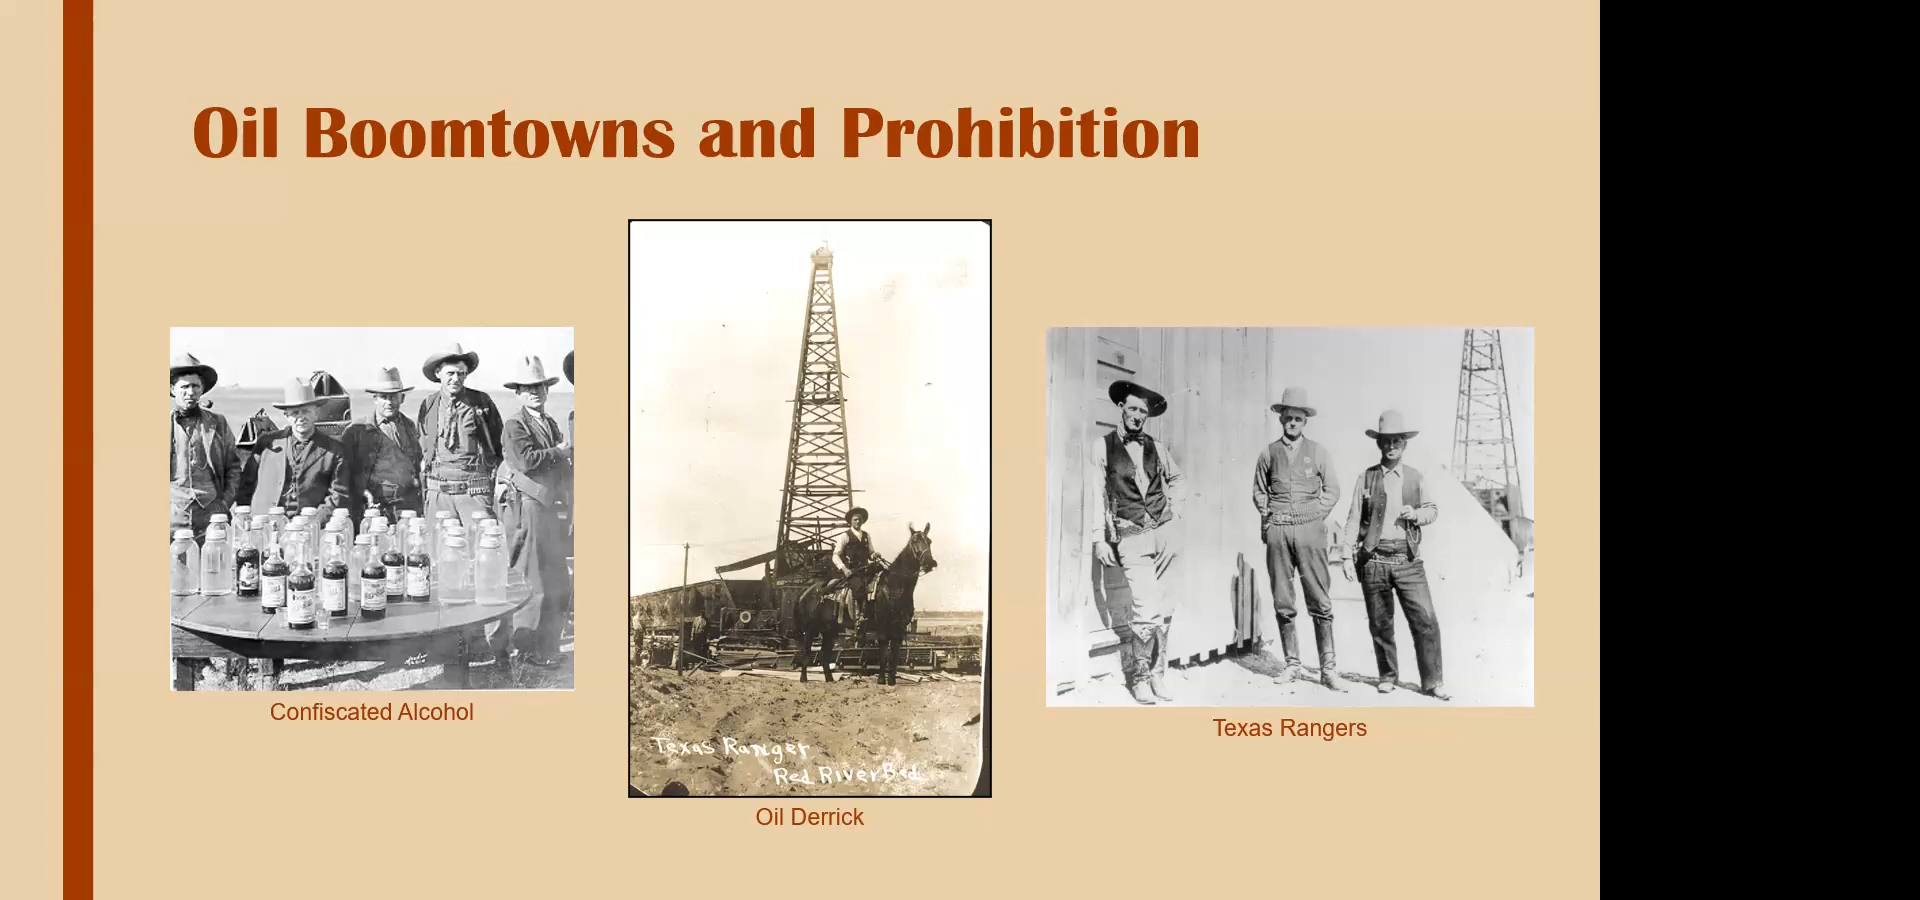 Oil Boomtowns and Prohibition
Confiscated Alcohol
Texas Ranger
Red River Bed
Oil Derrick
Texas Rangers